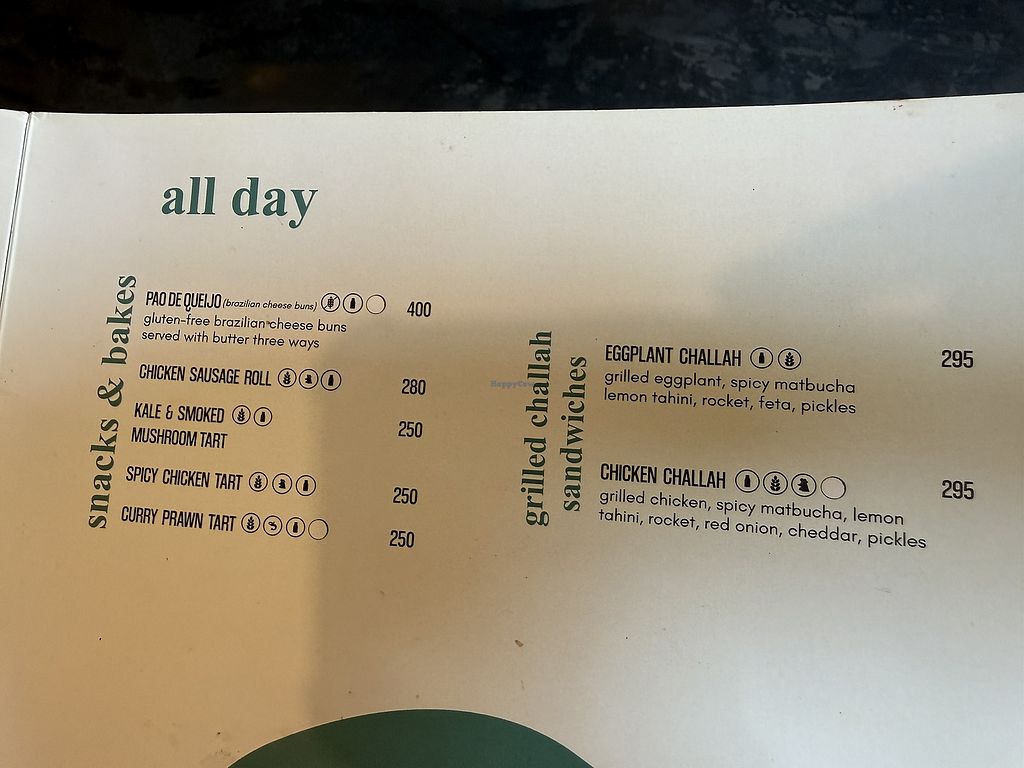 all day
snacks & bakes
PAO DE QUEIJO (brazilian cheese buns) 400
gluten-free brazilian cheese buns
served with butter three ways
CHICKEN SAUSAGE ROLL 280
KALE & SMOKED
MUSHROOM TART 250
SPICY CHICKEN TART 250
CURRY PRAWN TART 250
grilled challah
sandwiches
EGGPLANT CHALLAH 295
grilled eggplant, spicy matbucha
lemon tahini, rocket, feta, pickles
CHICKEN CHALLAH 295
grilled chicken, spicy matbucha, lemon
tahini, rocket, red onion, cheddar, pickles
HappyCow